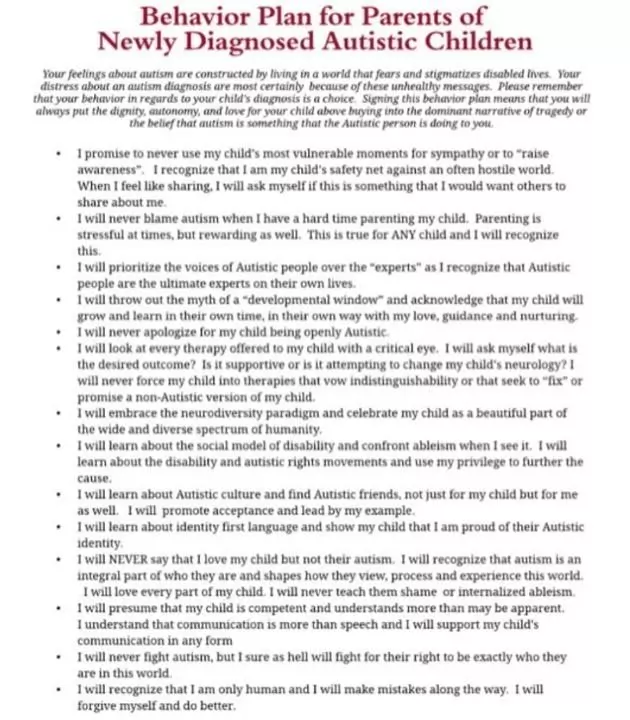 Behavior Plan for Parents of
Newly Diagnosed Autistic Children
Your feelings about autism are constructed by living in a world that fears and stigmatizes disabled lives. Your
distress about an autism diagnosis are most certainly because of these unhealthy messages. Please remember
that your behavior in regards to your child's diagnosis is a choice. Signing this behavior plan means that you will
always put the dignity, autonomy, and love for your child above buying into the dominant narrative of tragedy or
the belief that autism is something that the Autistic person is doing to you.
• I promise to never use my child's most vulnerable moments for sympathy or to "raise
awareness". I recognize that I am my child's safety net against an often hostile world.
When I feel like sharing, I will ask myself if this is something that I would want others to
share about me.
• I will never blame autism when I have a hard time parenting my child. Parenting is
stressful at times, but rewarding as well. This is true for ANY child and I will recognize
this.
• I will prioritize the voices of Autistic people over the "experts" as I recognize that Autistic
people are the ultimate experts on their own lives.
• I will throw out the myth of a "developmental window" and acknowledge that my child will
grow and learn in their own time, in their own way with my love, guidance and nurturing.
• I will never apologize for my child being openly Autistic.
• I will look at every therapy offered to my child with a critical eye. I will ask myself what is
the desired outcome? Is it supportive or is it attempting to change my child's neurology? I
will never force my child into therapies that vow indistinguishability or that seek to "fix" or
promise a non-Autistic version of my child.
• I will embrace the neurodiversity paradigm and celebrate my child as a beautiful part of
the wide and diverse spectrum of humanity.
• I will learn about the social model of disability and confront ableism when I see it. I will
learn about the disability and autistic rights movements and use my privilege to further the
cause.
• I will learn about Autistic culture and find Autistic friends, not just for my child but for me
as well. I will promote acceptance and lead by my example.
• I will learn about identity first language and show my child that I am proud of their Autistic
identity.
• I will NEVER say that I love my child but not their autism. I will recognize that autism is an
integral part of who they are and shapes how they view, process and experience this world.
I will love every part of my child. I will never teach them shame or internalized ableism.
• I will presume that my child is competent and understands more than may be apparent.
I understand that communication is more than speech and I will support my child's
communication in any form
• I will never fight autism, but I sure as hell will fight for their right to be exactly who they
are in this world.
• I will recognize that I am only human and I will make mistakes along the way. I will
forgive myself and do better.